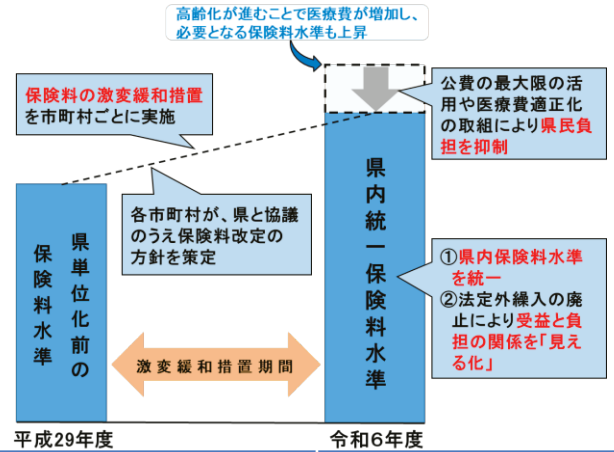 高齢化が進むことで医療費が増加し、
必要となる保険料水準も上昇
保険料の激変緩和措置
を市町村ごとに実施
公費の最大限の活
用や医療費適正化
の取組により県民負
担を抑制
各市町村が、県と協議
のうえ保険料改定の
方針を策定
県単位化前の
保険料水準
県内統一保険料水準
①県内保険料水準
を統一
②法定外繰入の廃
止により受益と負
担の関係を「見え
る化」
激変緩和措置期間
平成29年度
令和6年度